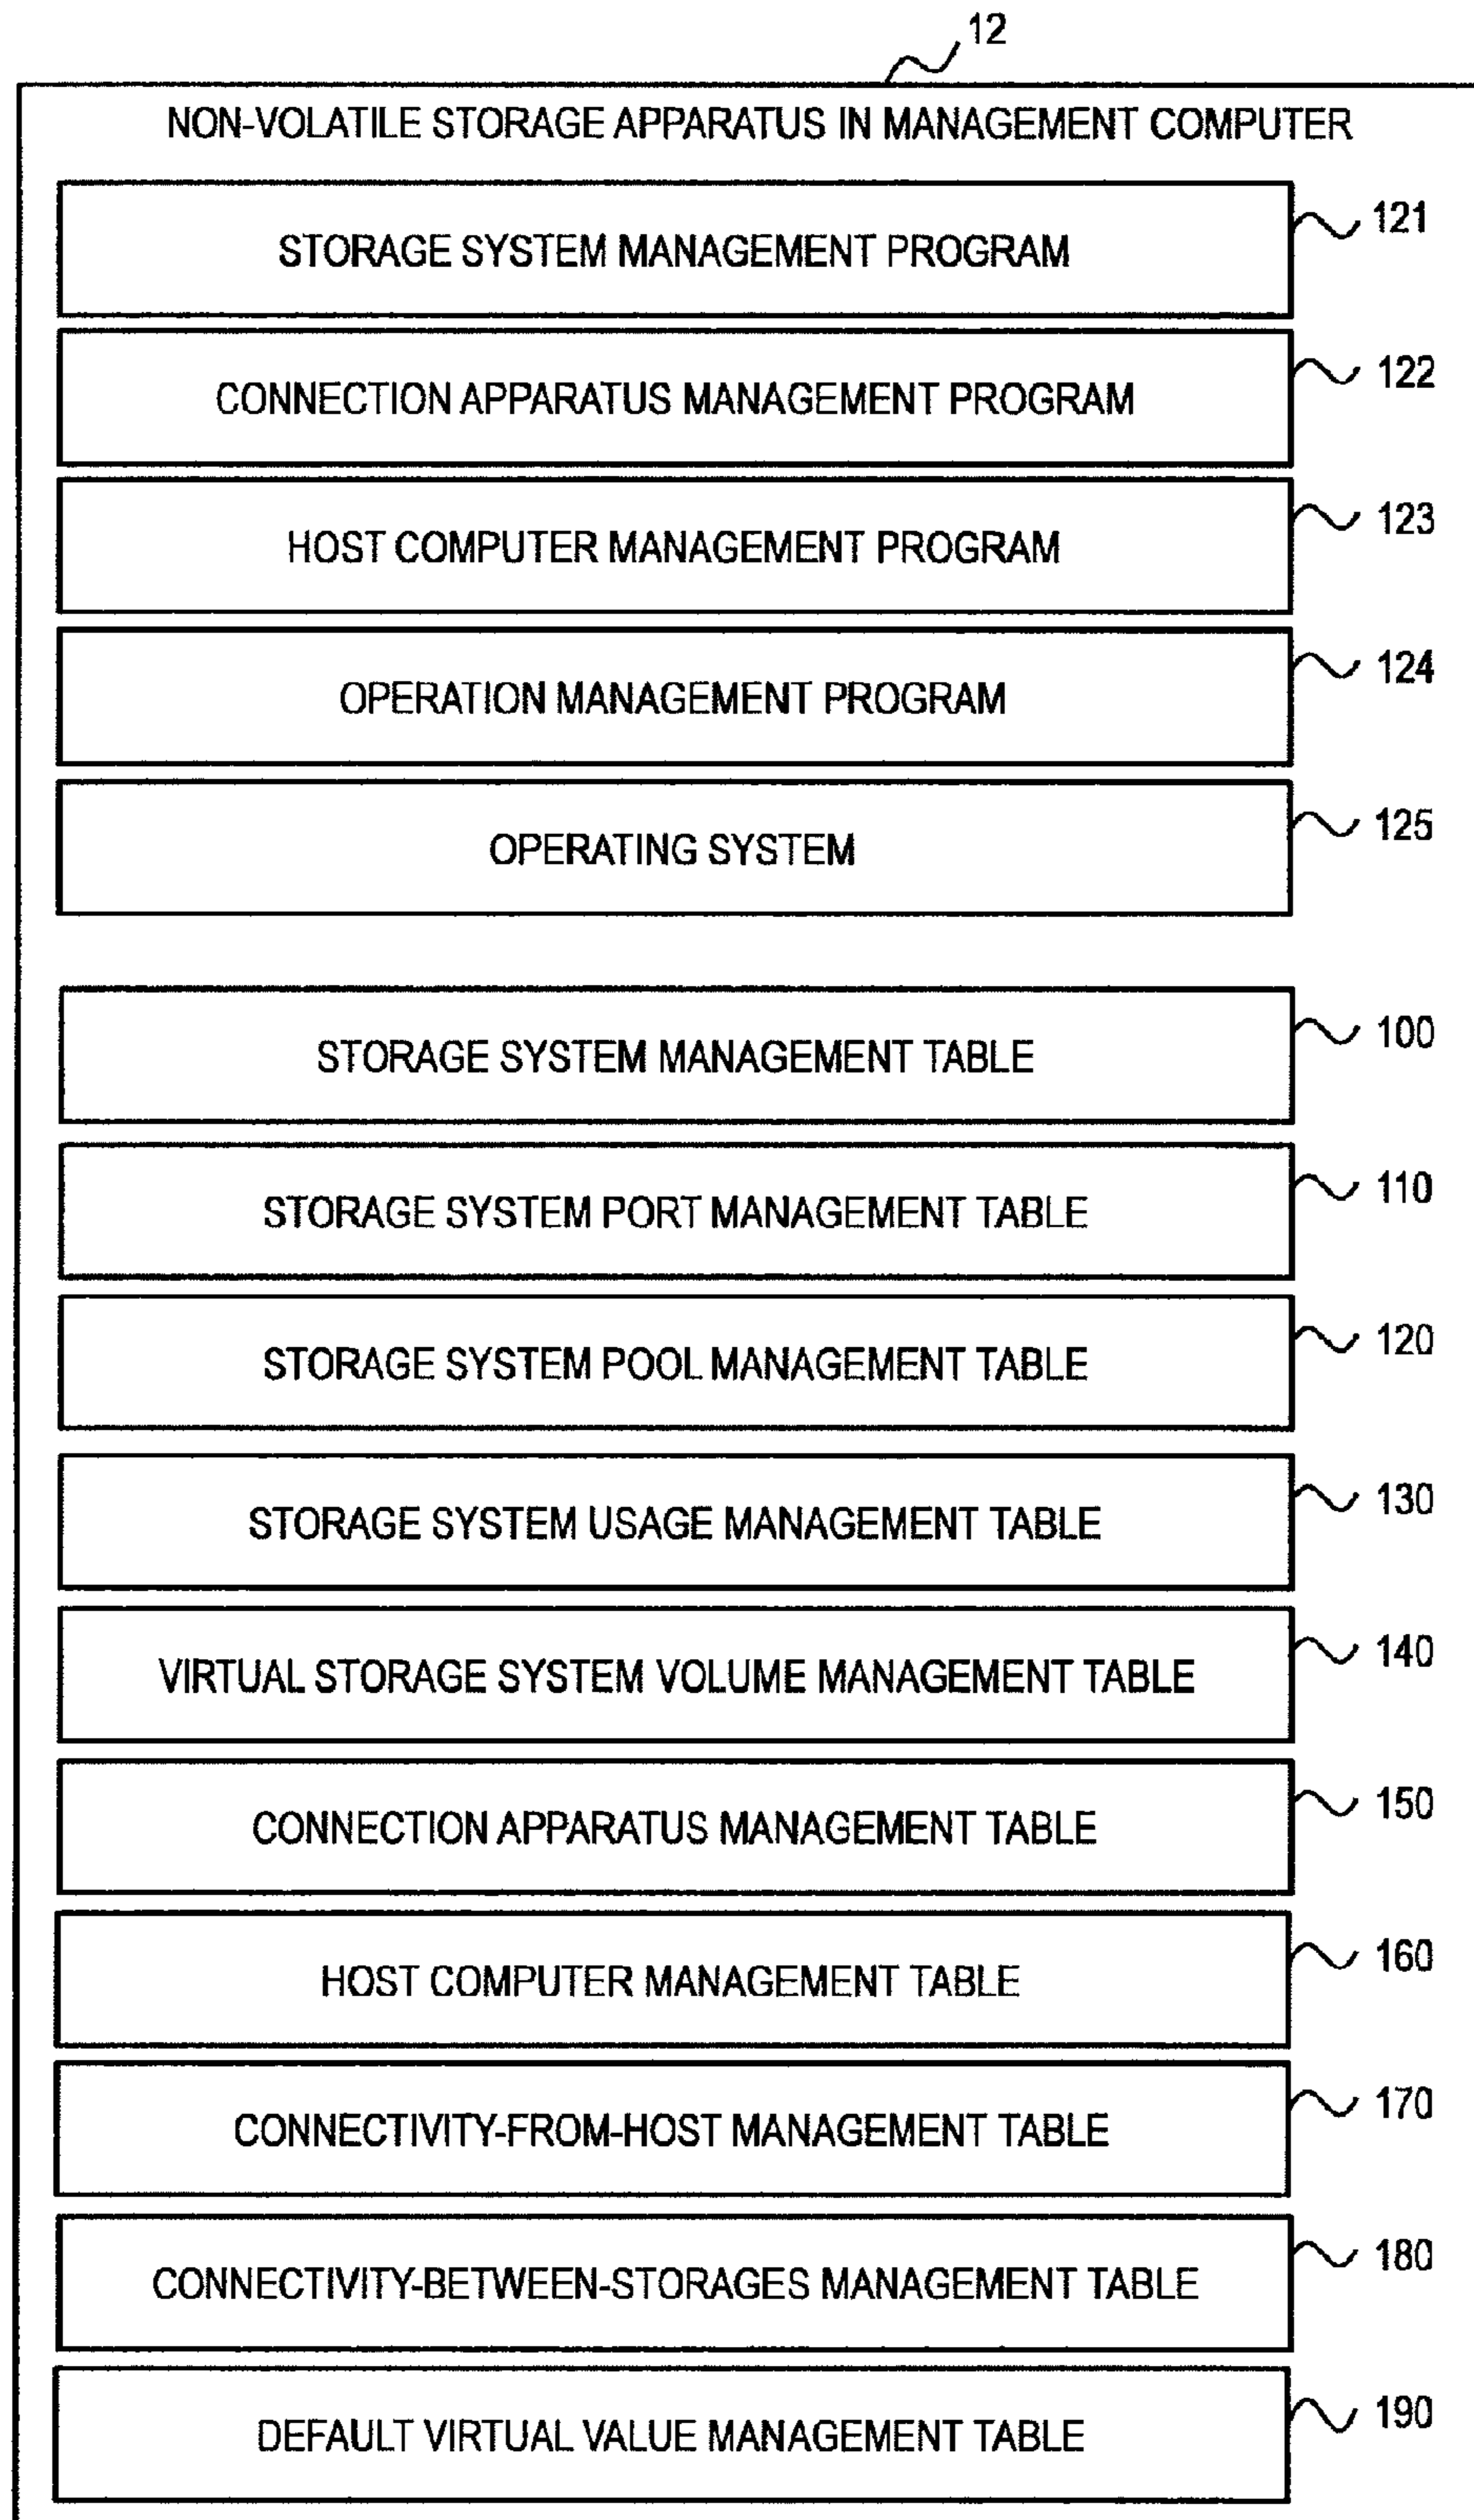 12
NON-VOLATILE STORAGE APPARATUS IN MANAGEMENT COMPUTER
STORAGE SYSTEM MANAGEMENT PROGRAM
121
CONNECTION APPARATUS MANAGEMENT PROGRAM
122
HOST COMPUTER MANAGEMENT PROGRAM
123
OPERATION MANAGEMENT PROGRAM
124
OPERATING SYSTEM
125
STORAGE SYSTEM MANAGEMENT TABLE
100
STORAGE SYSTEM PORT MANAGEMENT TABLE
110
STORAGE SYSTEM POOL MANAGEMENT TABLE
120
STORAGE SYSTEM USAGE MANAGEMENT TABLE
130
VIRTUAL STORAGE SYSTEM VOLUME MANAGEMENT TABLE
140
CONNECTION APPARATUS MANAGEMENT TABLE
150
HOST COMPUTER MANAGEMENT TABLE
160
CONNECTIVITY-FROM-HOST MANAGEMENT TABLE
170
CONNECTIVITY-BETWEEN-STORAGES MANAGEMENT TABLE
180
DEFAULT VIRTUAL VALUE MANAGEMENT TABLE
190